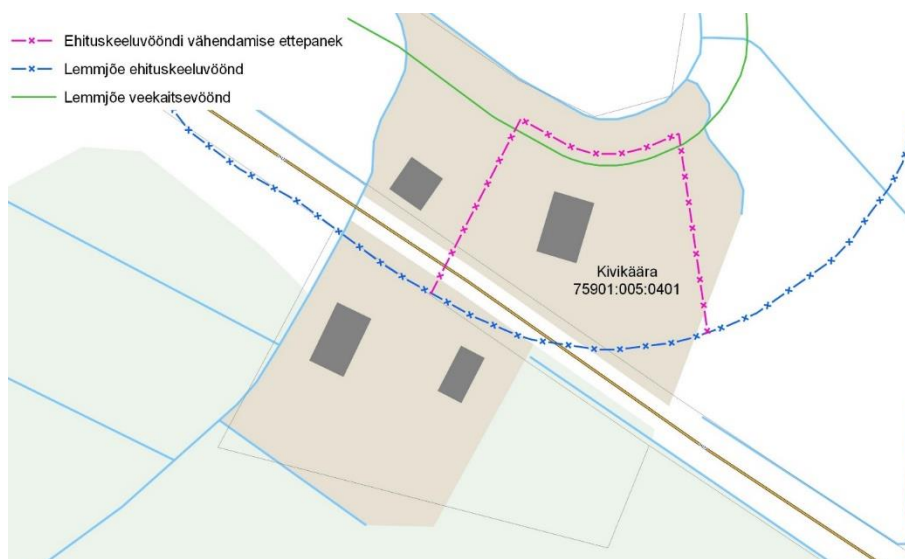 Ehituskeeluvööndi vähendamise ettepanek
Lemmjõe ehituskeeluvöönd
Lemmjõe veekaitsevöönd
Kivikäära
75901:005:0401